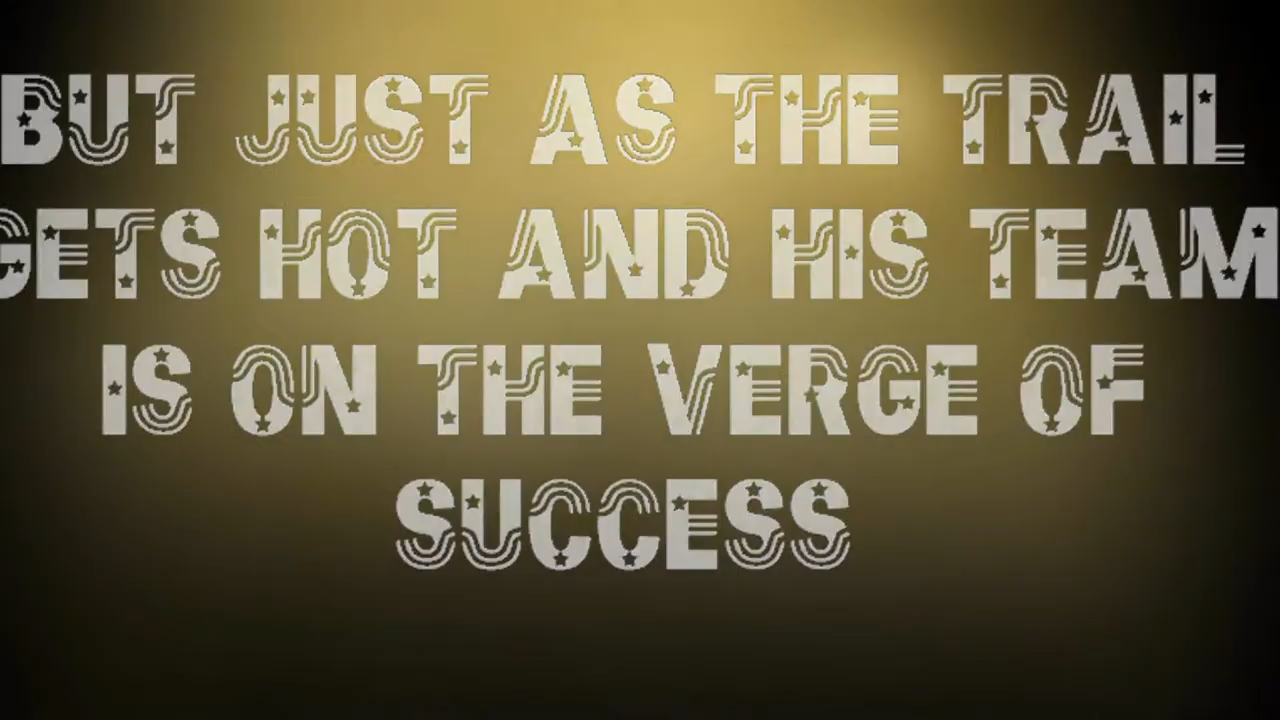 BUT JUST AS THE TRAIL
GETS HOT AND HIS TEAM
IS ON THE VERGE OF
SUCCESS